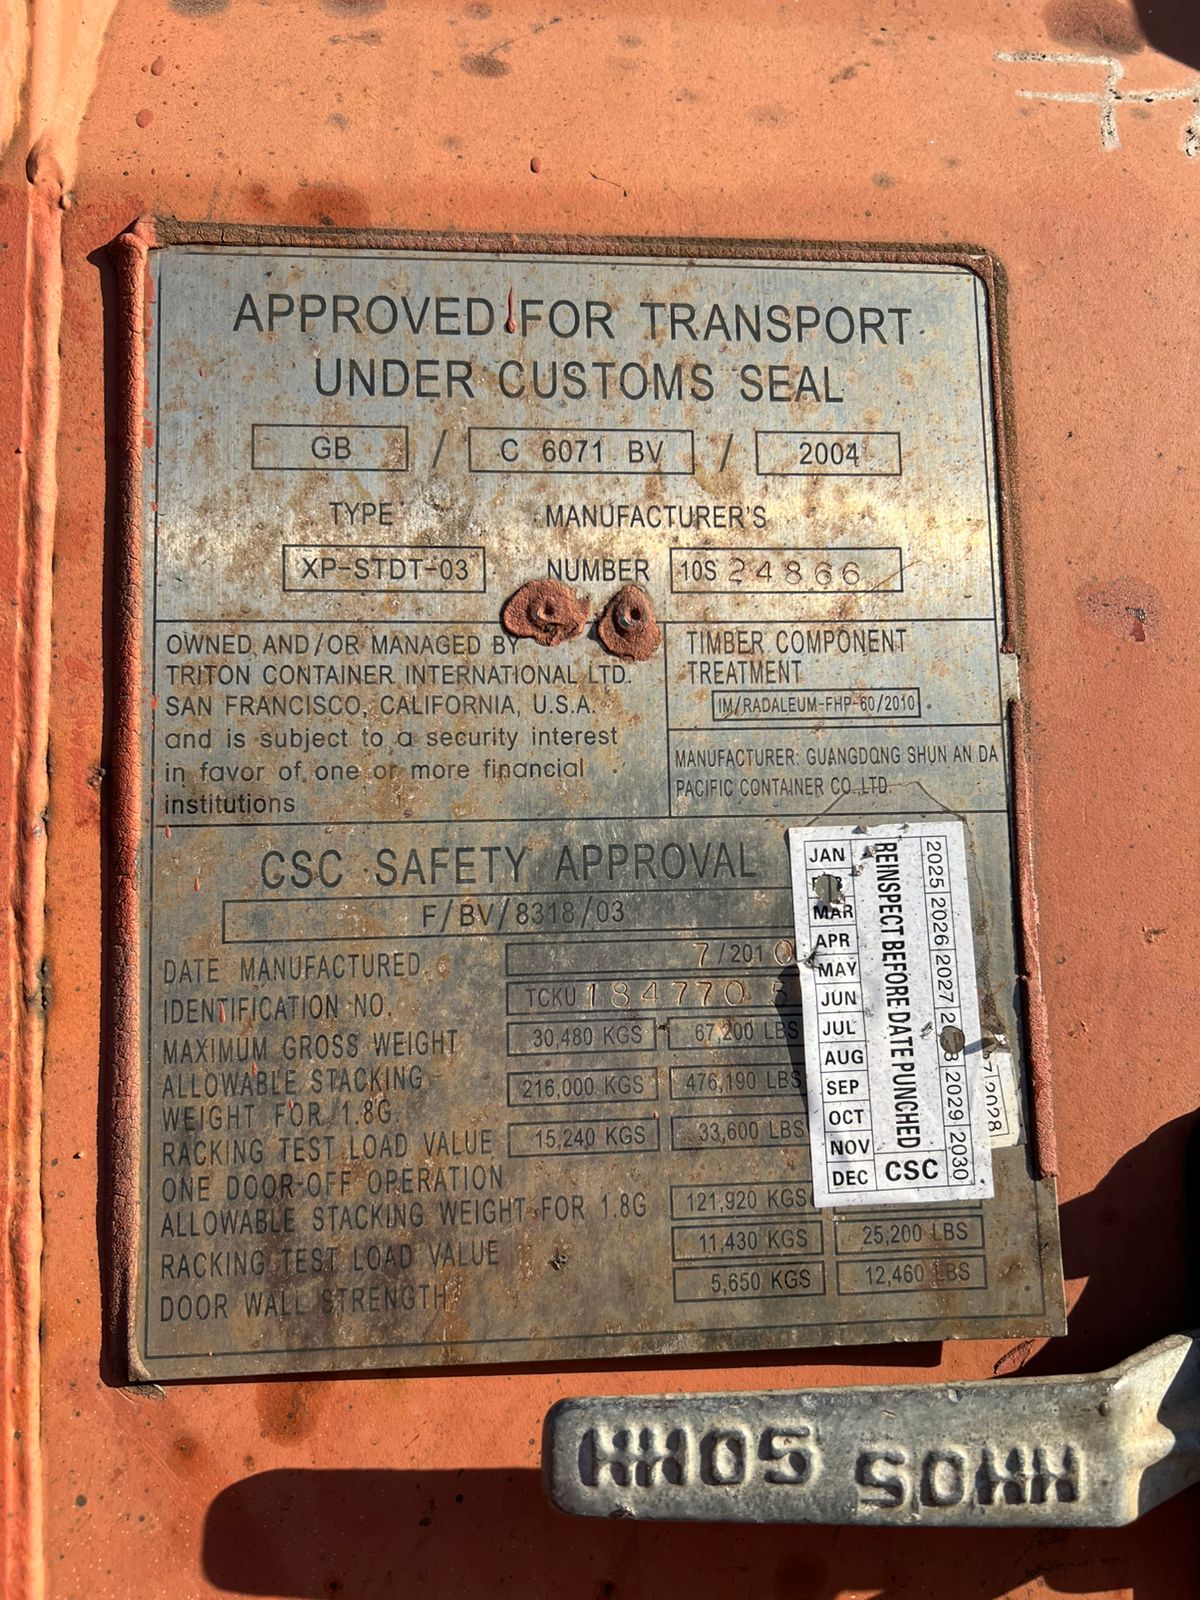 APPROVED FOR TRANSPORT
UNDER CUSTOMS SEAL
GB / C 6071 BV / 2004
TYPE MANUFACTURER'S
XP-STDT-03 NUMBER 10S 24866
OWNED AND/OR MANAGED BY
TRITON CONTAINER INTERNATIONAL LTD.
SAN FRANCISCO, CALIFORNIA, U.S.A.
and is subject to a security interest
in favor of one or more financial
institutions
TIMBER COMPONENT
TREATMENT
IM/RADALEUM-FHP-60/2010
MANUFACTURER: GUANGDONG SHUN AN DA
PACIFIC CONTAINER CO.,LTD.
CSC SAFETY APPROVAL
F/BV/8318/03
DATE MANUFACTURED 7/2010
IDENTIFICATION NO. TCKU 184770 5
MAXIMUM GROSS WEIGHT 30,480 KGS 67,200 LBS
ALLOWABLE STACKING
WEIGHT FOR 1.8G. 216,000 KGS 476,190 LBS
RACKING TEST LOAD VALUE 15,240 KGS 33,600 LBS
ONE DOOR-OFF OPERATION
ALLOWABLE STACKING WEIGHT FOR 1.8G 121,920 KGS
RACKING TEST LOAD VALUE 11,430 KGS 25,200 LBS
DOOR WALL STRENGTH 5,650 KGS 12,460 LBS
JAN
MAR
APR
MAY
JUN
JUL
AUG
SEP
OCT
NOV
DEC
REINSPECT BEFORE DATE PUNCHED
CSC
2025 2026 2027 2029 2030
2028
HH05 HH05